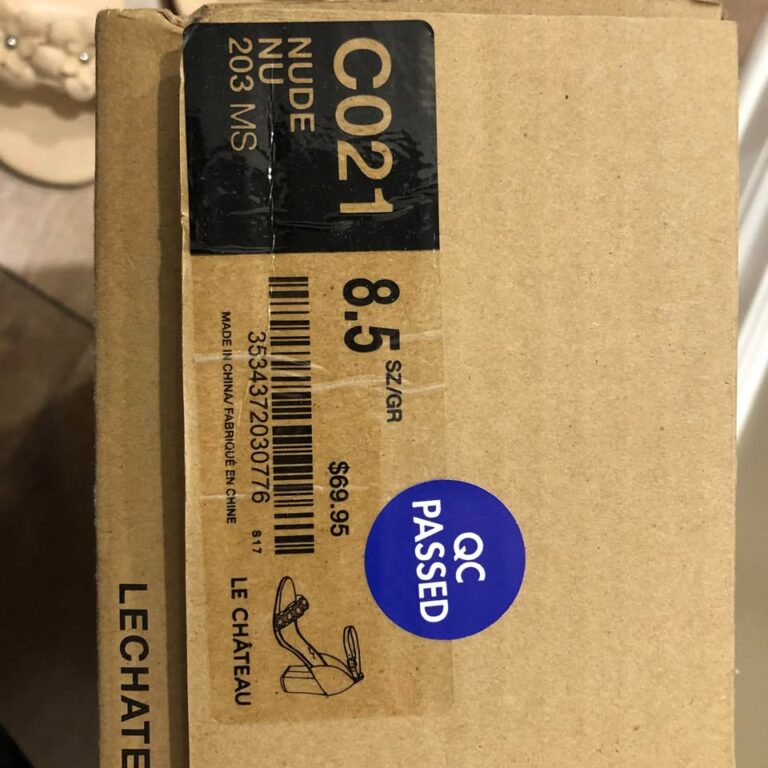 C021
NUDE
NU
203 MS
8.5 SZ/GR
$69.95
3534372030776
MADE IN CHINA/ FABRIQUÉ EN CHINE
S17
LE CHÂTEAU
QC
PASSED
LECHATE